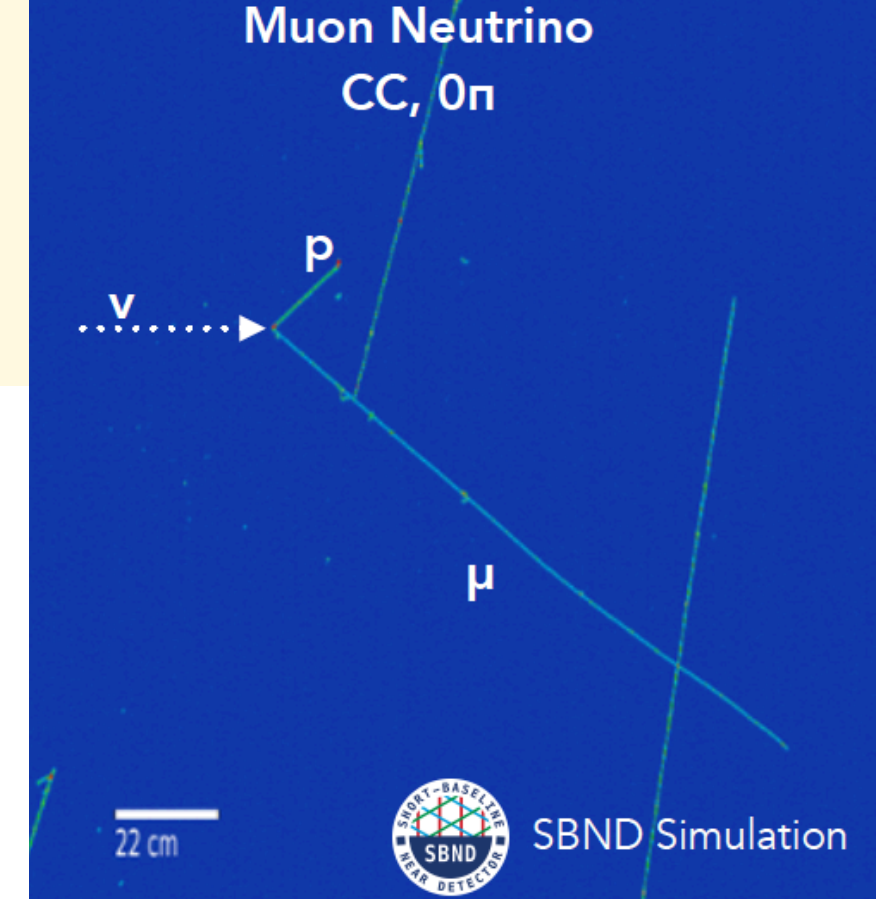 Muon Neutrino
CC, 0π
p
ν
μ
22 cm
SHORT-BASELINE
SBND
NEAR DETECTOR
SBND Simulation